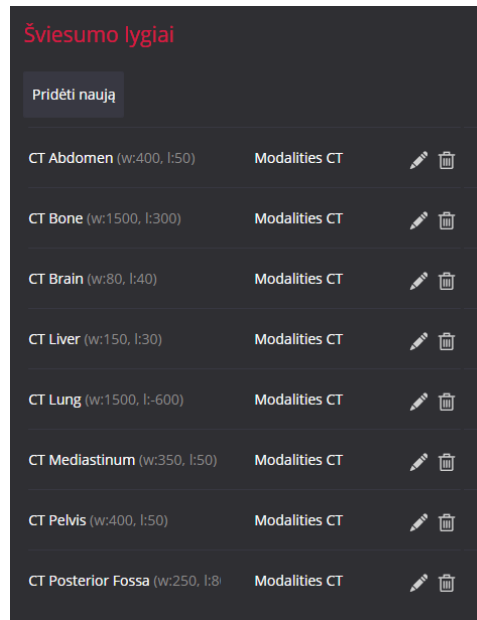 Šviesumo lygiai
Pridėti naują
CT Abdomen (w:400, l:50) Modalities CT
CT Bone (w:1500, l:300) Modalities CT
CT Brain (w:80, l:40) Modalities CT
CT Liver (w:150, l:30) Modalities CT
CT Lung (w:1500, l:-600) Modalities CT
CT Mediastinum (w:350, l:50) Modalities CT
CT Pelvis (w:400, l:50) Modalities CT
CT Posterior Fossa (w:250, l:8 Modalities CT